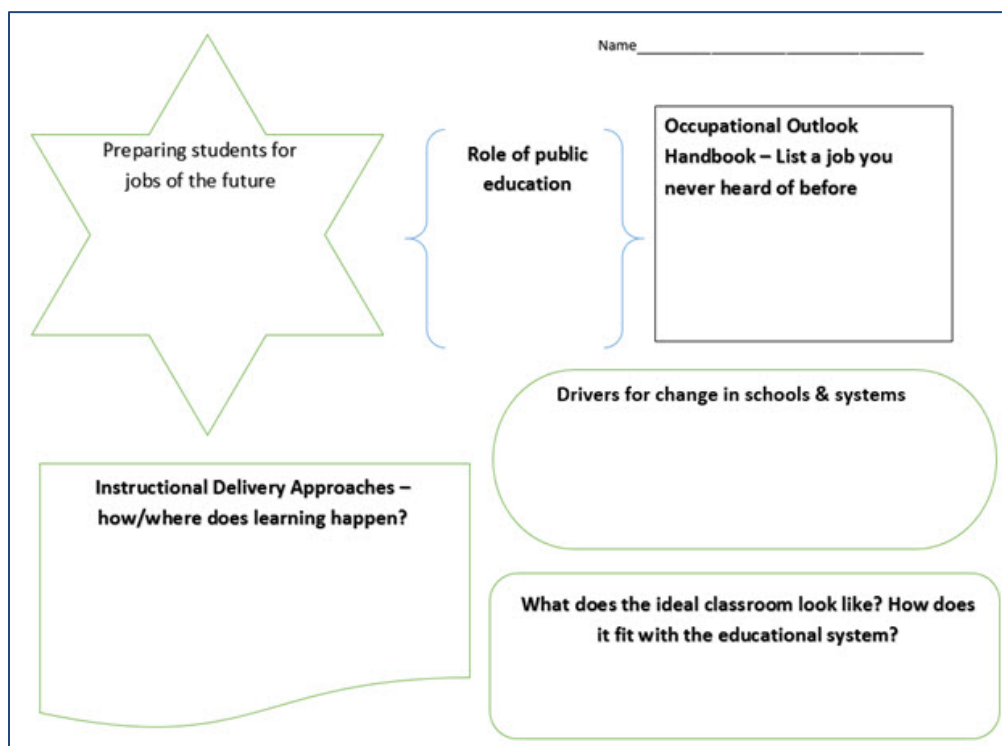 Name____________________________________
Preparing students for
jobs of the future
Role of public
education
Occupational Outlook
Handbook – List a job you
never heard of before
Drivers for change in schools & systems
Instructional Delivery Approaches –
how/where does learning happen?
What does the ideal classroom look like? How does
it fit with the educational system?